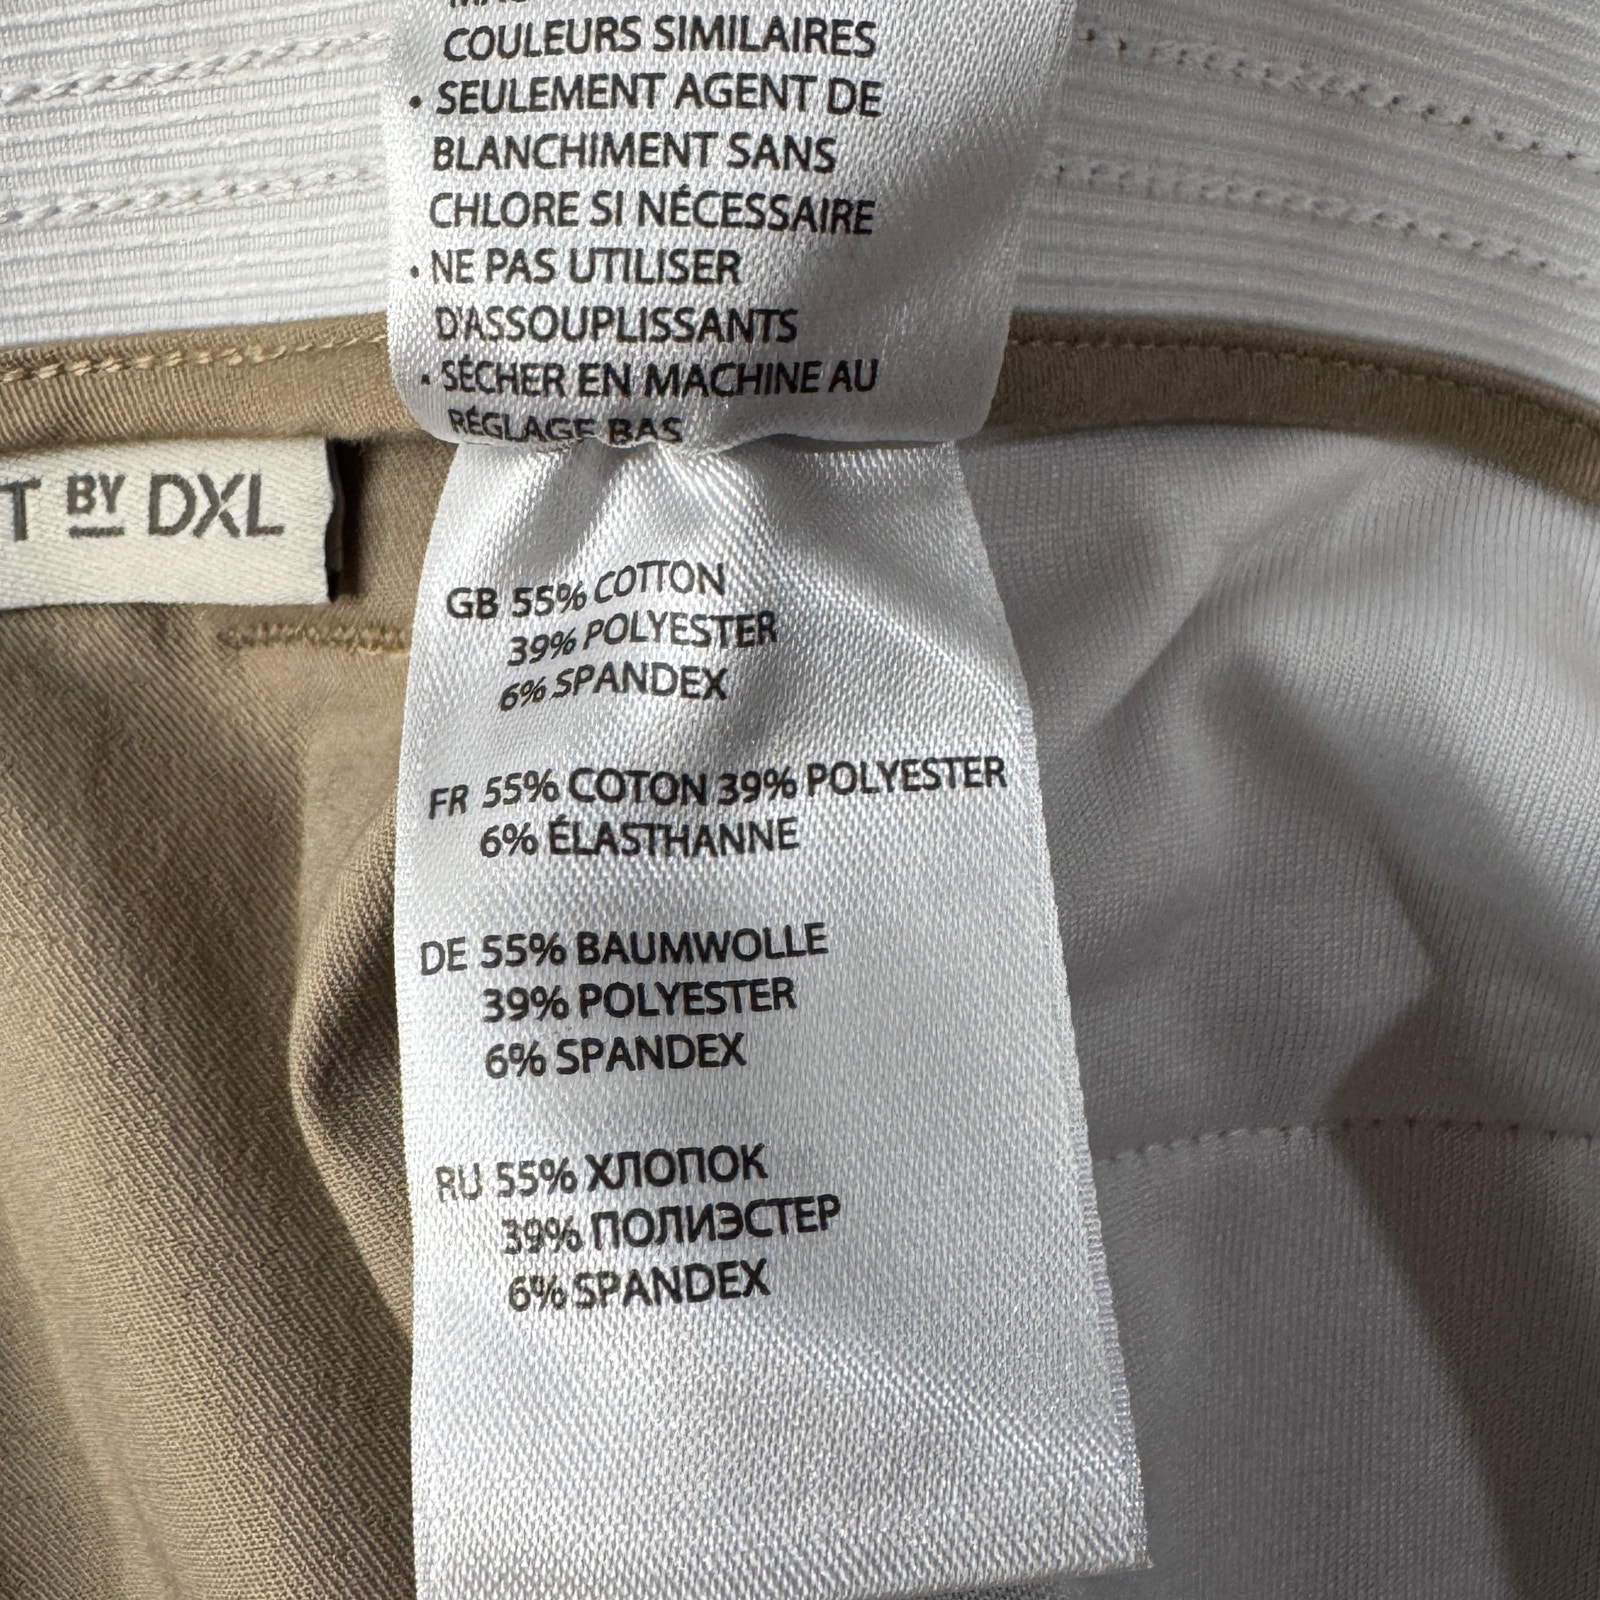 COULEURS SIMILAIRES
• SEULEMENT AGENT DE
BLANCHIMENT SANS
CHLORE SI NÉCESSAIRE
• NE PAS UTILISER
D'ASSOUPLISSANTS
• SÉCHER EN MACHINE AU
RÉGLAGE BAS
T BY DXL
GB 55% COTTON
39% POLYESTER
6% SPANDEX
FR 55% COTON 39% POLYESTER
6% ÉLASTHANNE
DE 55% BAUMWOLLE
39% POLYESTER
6% SPANDEX
RU 55% ХЛОПОК
39% ПОЛИЭСТЕР
6% SPANDEX